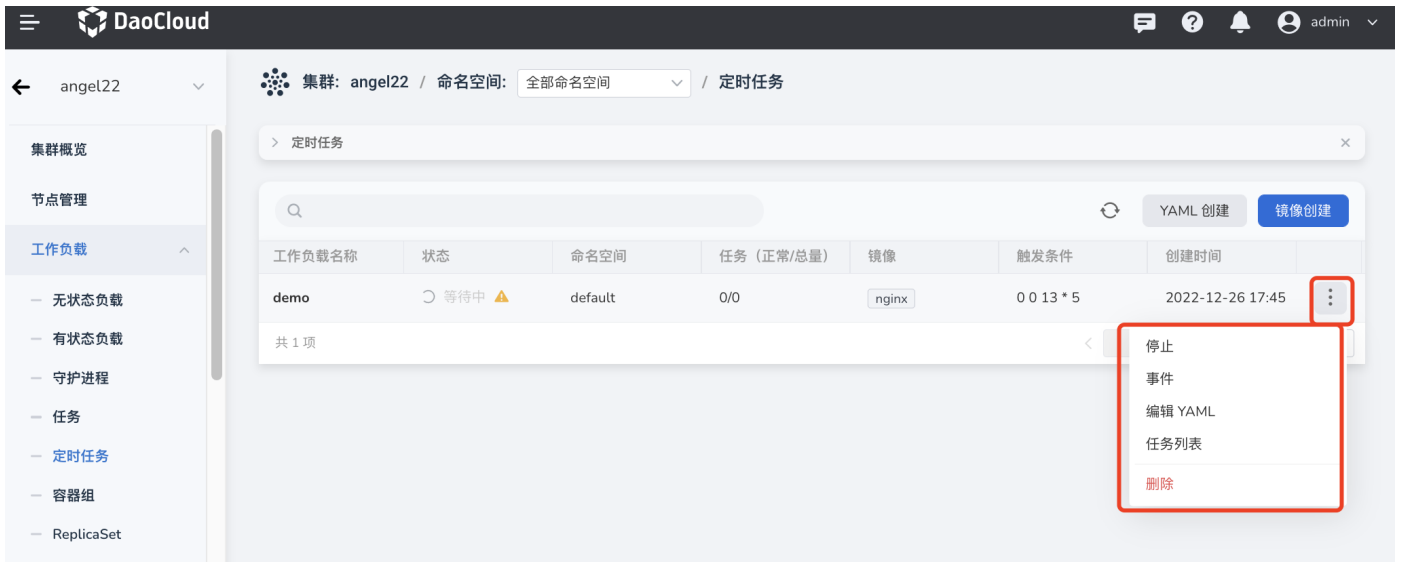 DaoCloud
admin
angel22
集群: angel22 / 命名空间: 全部命名空间 / 定时任务
集群概览
节点管理
工作负载
无状态负载
有状态负载
守护进程
任务
定时任务
容器组
ReplicaSet
定时任务
YAML 创建 镜像创建
工作负载名称 状态 命名空间 任务（正常/总量） 镜像 触发条件 创建时间
demo 等待中 default 0/0 nginx 0 0 13 * 5 2022-12-26 17:45
共 1 项
停止
事件
编辑 YAML
任务列表
删除